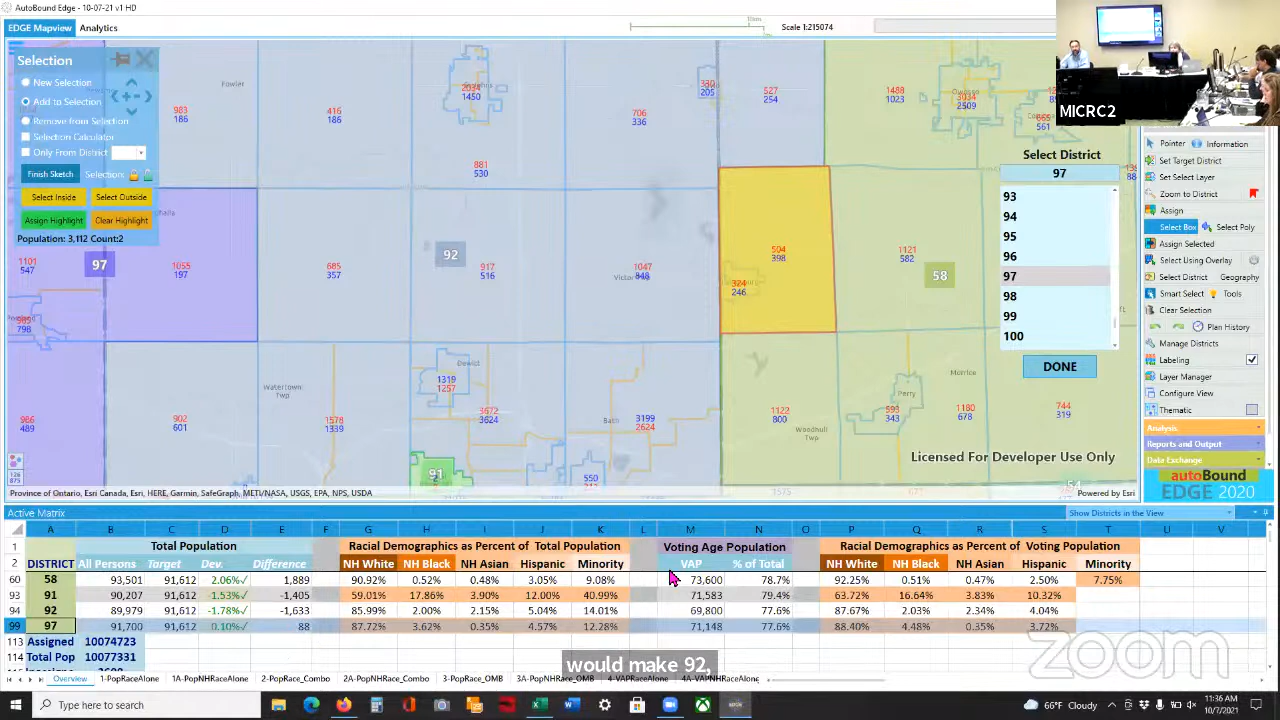 AutoBound Edge - 10-07-21 v1 HD
EDGE Mapview Analytics
Scale 1:215074
Selection
New Selection
Add to Selection
Remove from Selection
Selection Calculator
Only From District
Finish Sketch Selection:
Select Inside Select Outside
Assign Highlight Clear Highlight
Population: 3,112 Count:2
Fowler
983
186
416
186
1450
881
530
706
336
330
205
527
254
1488
1023
3034
2509
561
1101
547
97
1055
197
685
357
92
917
516
1047
Victor
504
398
324
246
1121
582
58
798
986
489
902
601
Watertown
Twp
1578
1339
Dewitt
1319
1257
3672
3624
Bath
3199
2624
550
91
1122
800
Woodhull
Twp
Perry
593
343
Morrice
1180
678
744
319
1575
Licensed For Developer Use Only
Province of Ontario, Esri Canada, Esri, HERE, Garmin, SafeGraph, METI/NASA, USGS, EPA, NPS, USDA
Powered by Esri
MICRC2
Select District
97
93
94
95
96
97
98
99
100
DONE
Pointer Information
Set Target District
Set Select Layer
Zoom to District
Assign
Select Box Select Poly
Assign Selected
Select Using Overlay
Select District Geography
Smart Select Tools
Clear Selection
Plan History
Manage Districts
Labeling
Layer Manager
Configure View
Thematic
Analysis
Reports and Output
Data Exchange
autoBound
EDGE 2020
Active Matrix
Show Districts in the View
A B C D E F G H I J K L M N O P Q R S T U V
1 Total Population Racial Demographics as Percent of Total Population Voting Age Population Racial Demographics as Percent of Voting Population
2 DISTRICT All Persons Target Dev. Difference NH White NH Black NH Asian Hispanic Minority VAP % of Total NH White NH Black NH Asian Hispanic Minority
60 58 93,501 91,612 2.06%✓ 1,889 90.92% 0.52% 0.48% 3.05% 9.08% 73,600 78.7% 92.25% 0.51% 0.47% 2.50% 7.75%
93 91 90,207 91,612 -1.53%✓ -1,405 59.01% 17.86% 3.90% 12.00% 40.99% 71,583 79.4% 63.72% 16.64% 3.83% 10.32%
94 92 89,979 91,612 -1.78%✓ -1,633 85.99% 2.00% 2.15% 5.04% 14.01% 69,800 77.6% 87.67% 2.03% 2.34% 4.04%
99 97 91,700 91,612 0.10%✓ 88 87.72% 3.62% 0.35% 4.57% 12.28% 71,148 77.6% 88.40% 4.48% 0.35% 3.72%
113 Assigned 10074723
114 Total Pop 10077331
would make 92,
zoom
Overview 1-PopRaceAlone 1A-PopNHRaceAlone 2-PopRace_Combo 2A-PopNHRace_Combo 3-PopRace_OMB 3A-PopNHRace_OMB 4-VAPRaceAlone 4A-VAPNHRaceAlone
Type here to search
66°F Cloudy
11:36 AM
10/7/2021